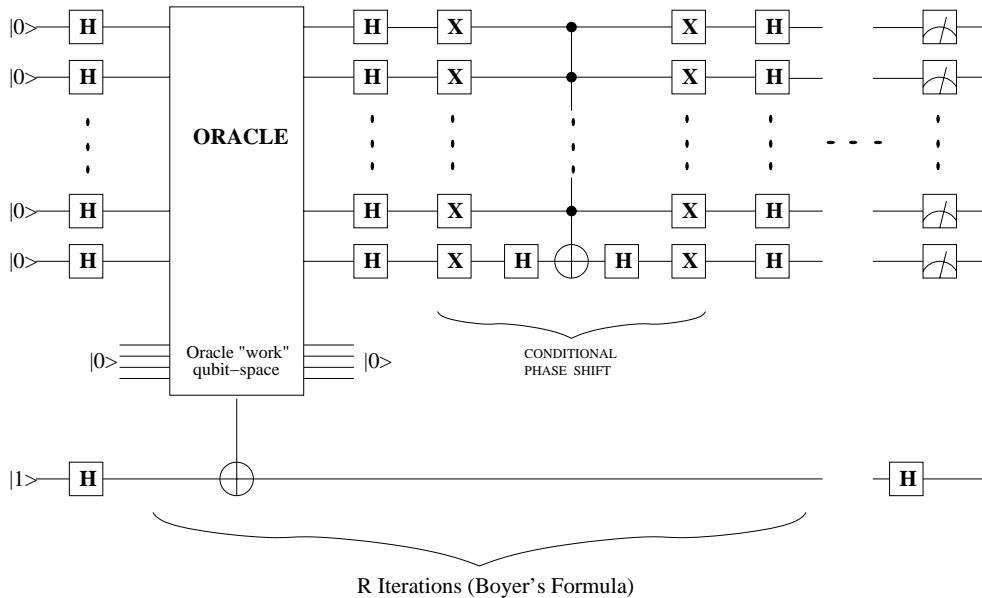 |0> H H X X H
|0> H H X X H
ORACLE
|0> H H X X H
|0> H H X H H X H
|0> Oracle "work" |0>
qubit−space
CONDITIONAL
PHASE SHIFT
|1> H H
R Iterations (Boyer's Formula)